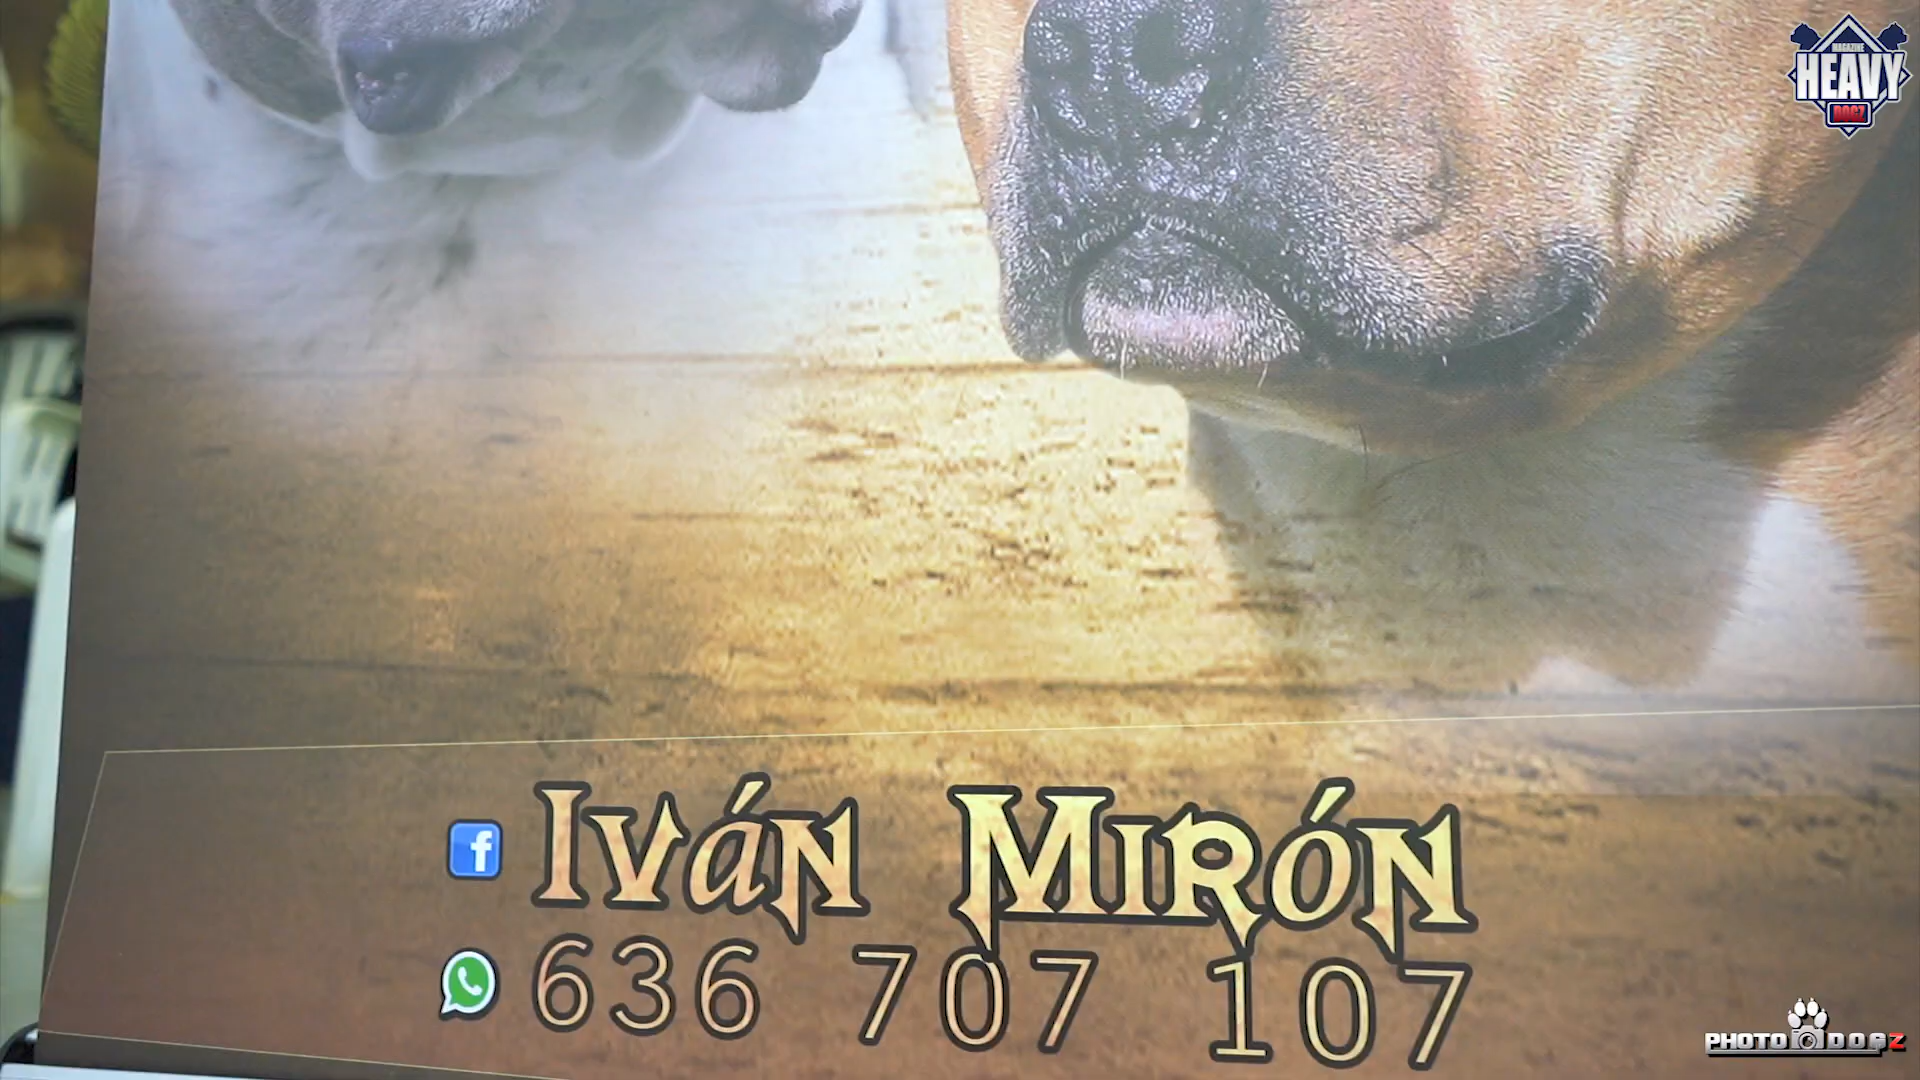 MAGAZINE
HEAVY
DOGZ
Iván Mirón
636 707 107
PHOTO DOGZ